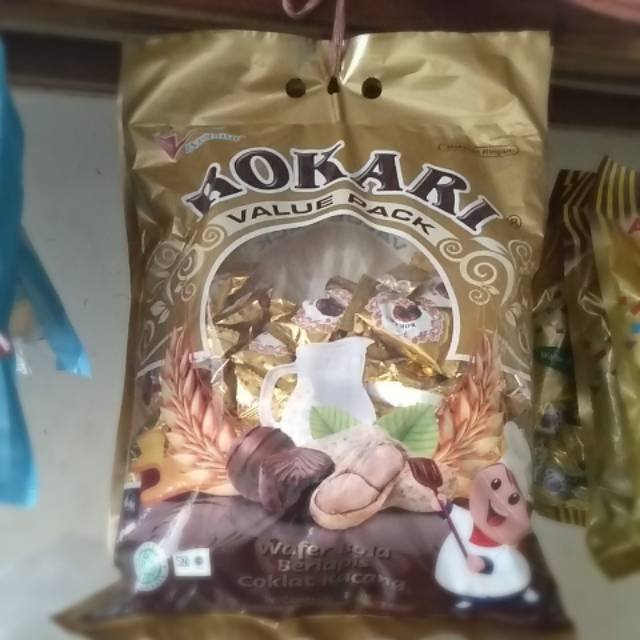 KOKARI
VALUE PACK
Wafer Bola
Berlapis
Coklat Kacang